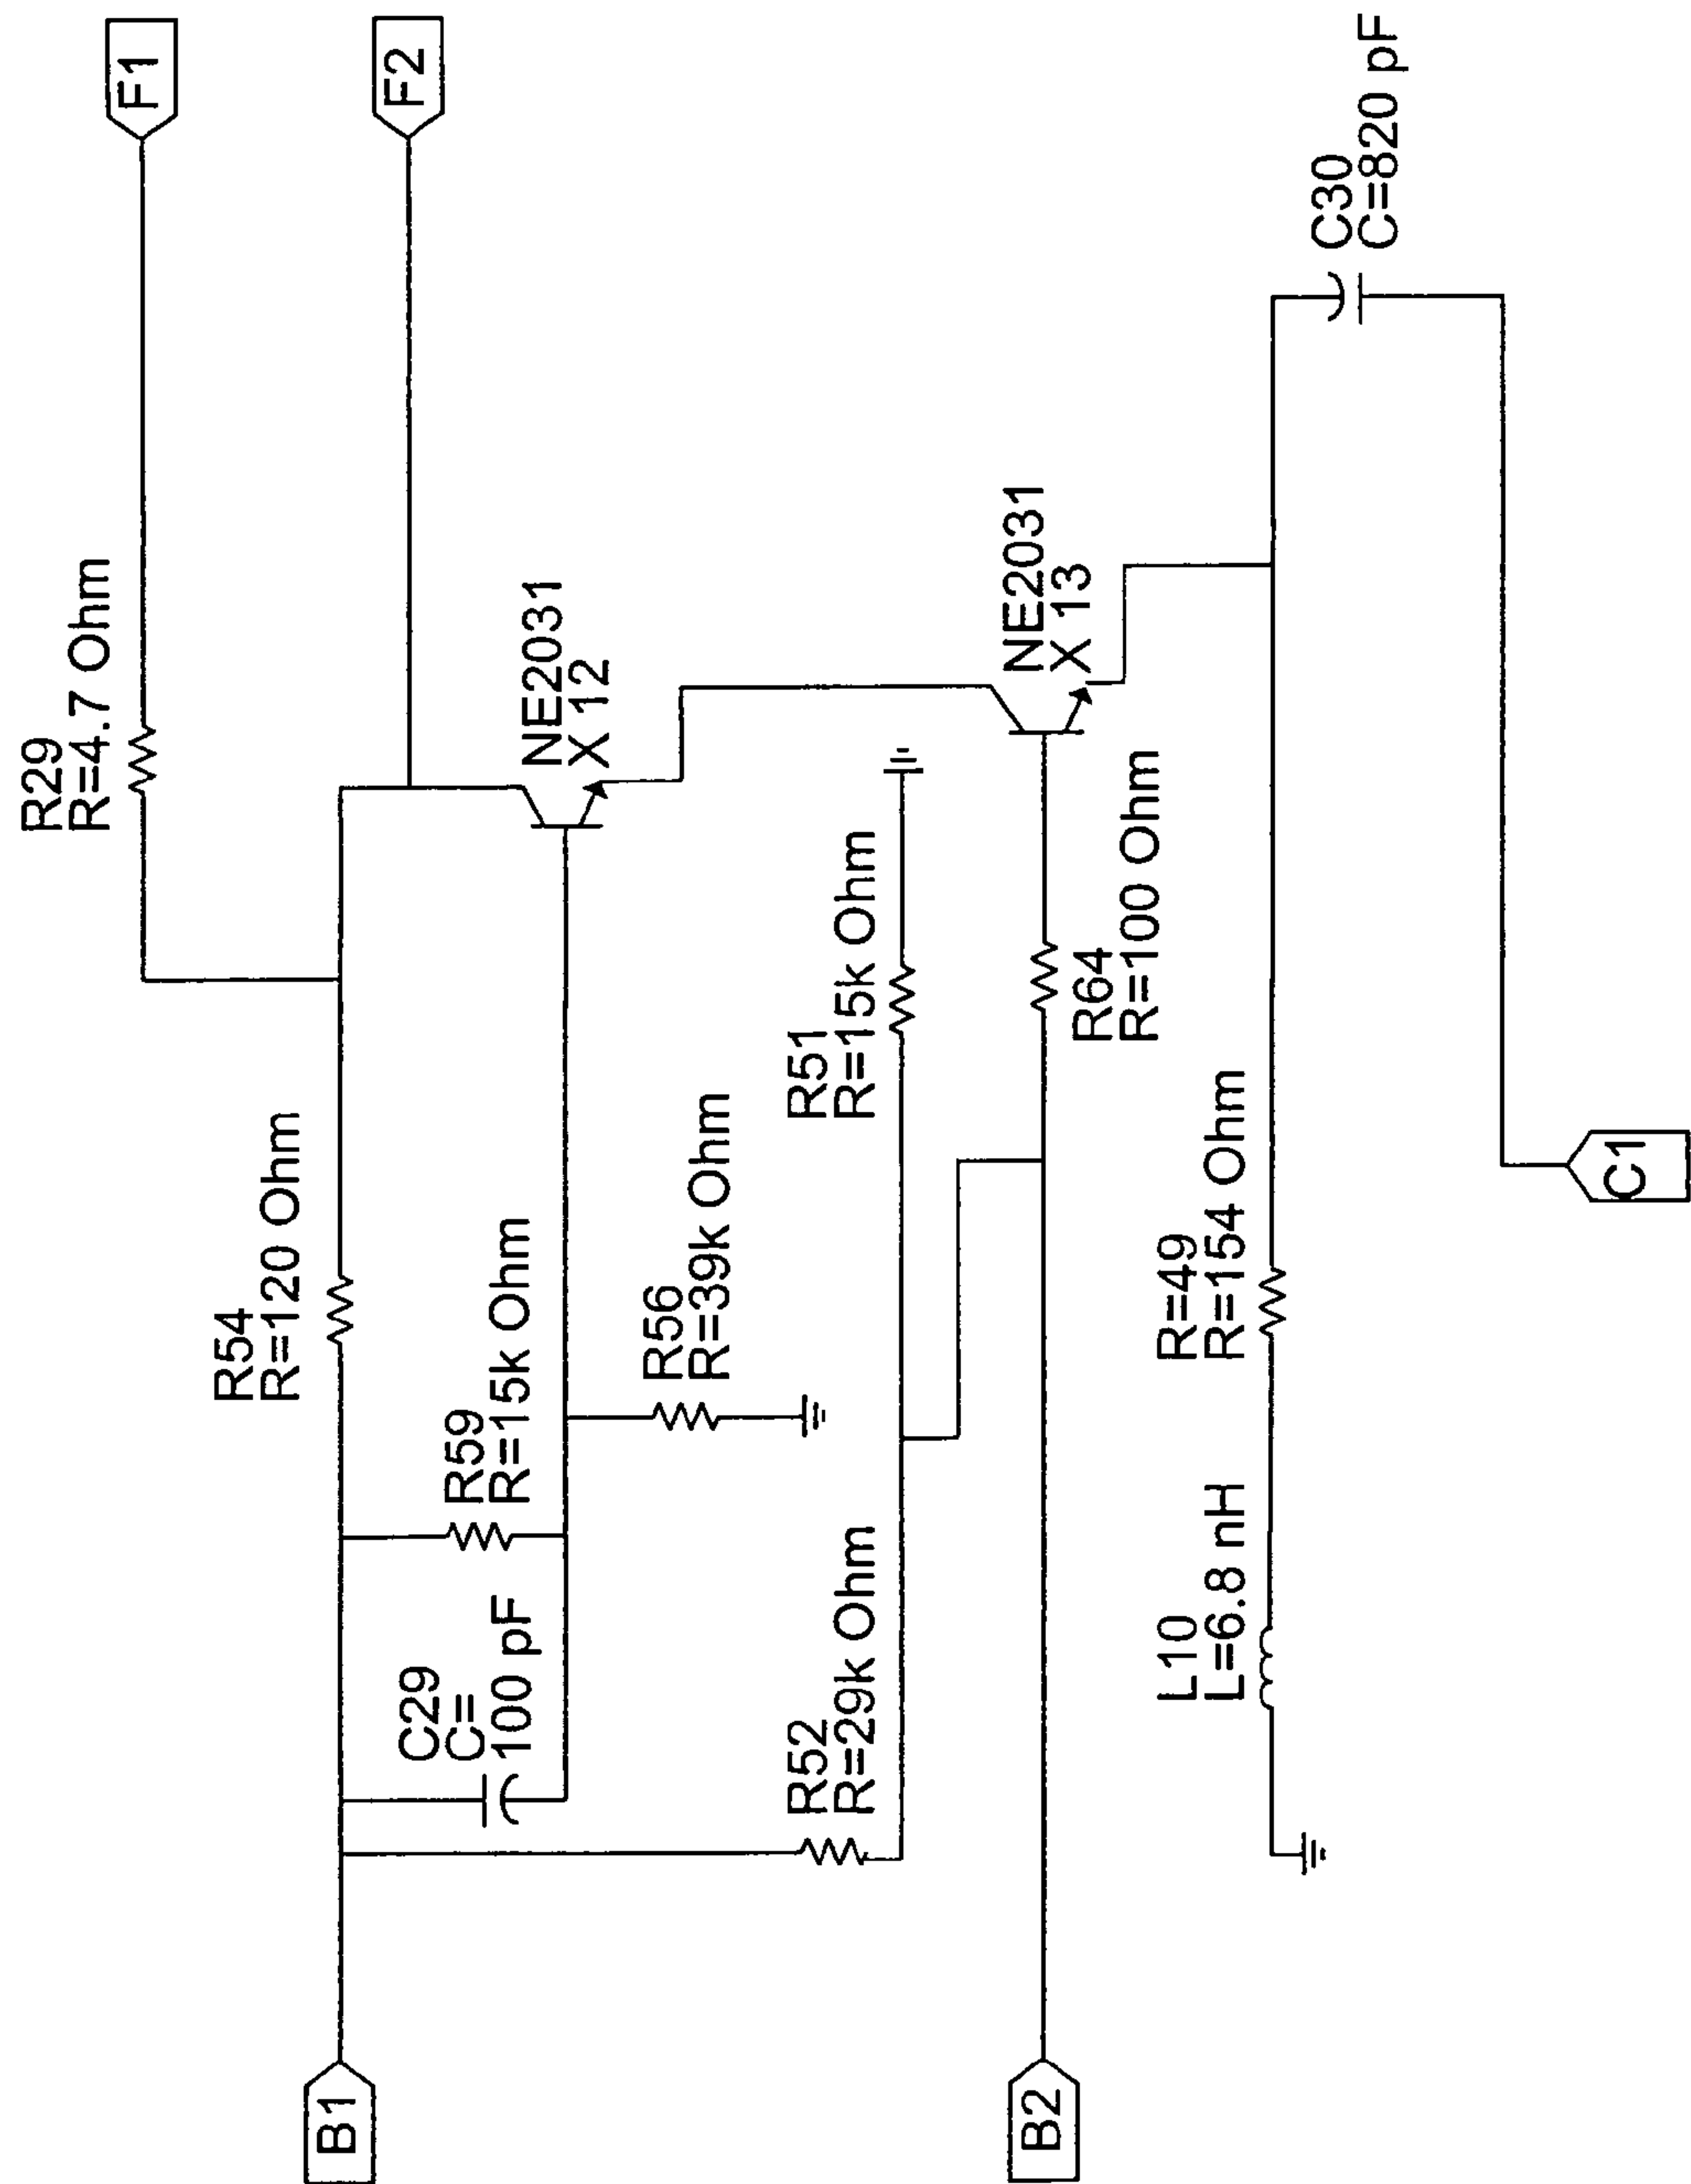 R29
R=4.7 Ohm
F1
R54
R=120 Ohm
F2
B1
C29
C=
100 pF
R59
R=15k Ohm
NE2031
X 12
R56
R=39k Ohm
R52
R=29k Ohm
R51
R=15k Ohm
B2
R64
R=100 Ohm
NE2031
X 13
L10
L=6.8 nH
R=49
R=154 Ohm
C30
C=820 pF
C1